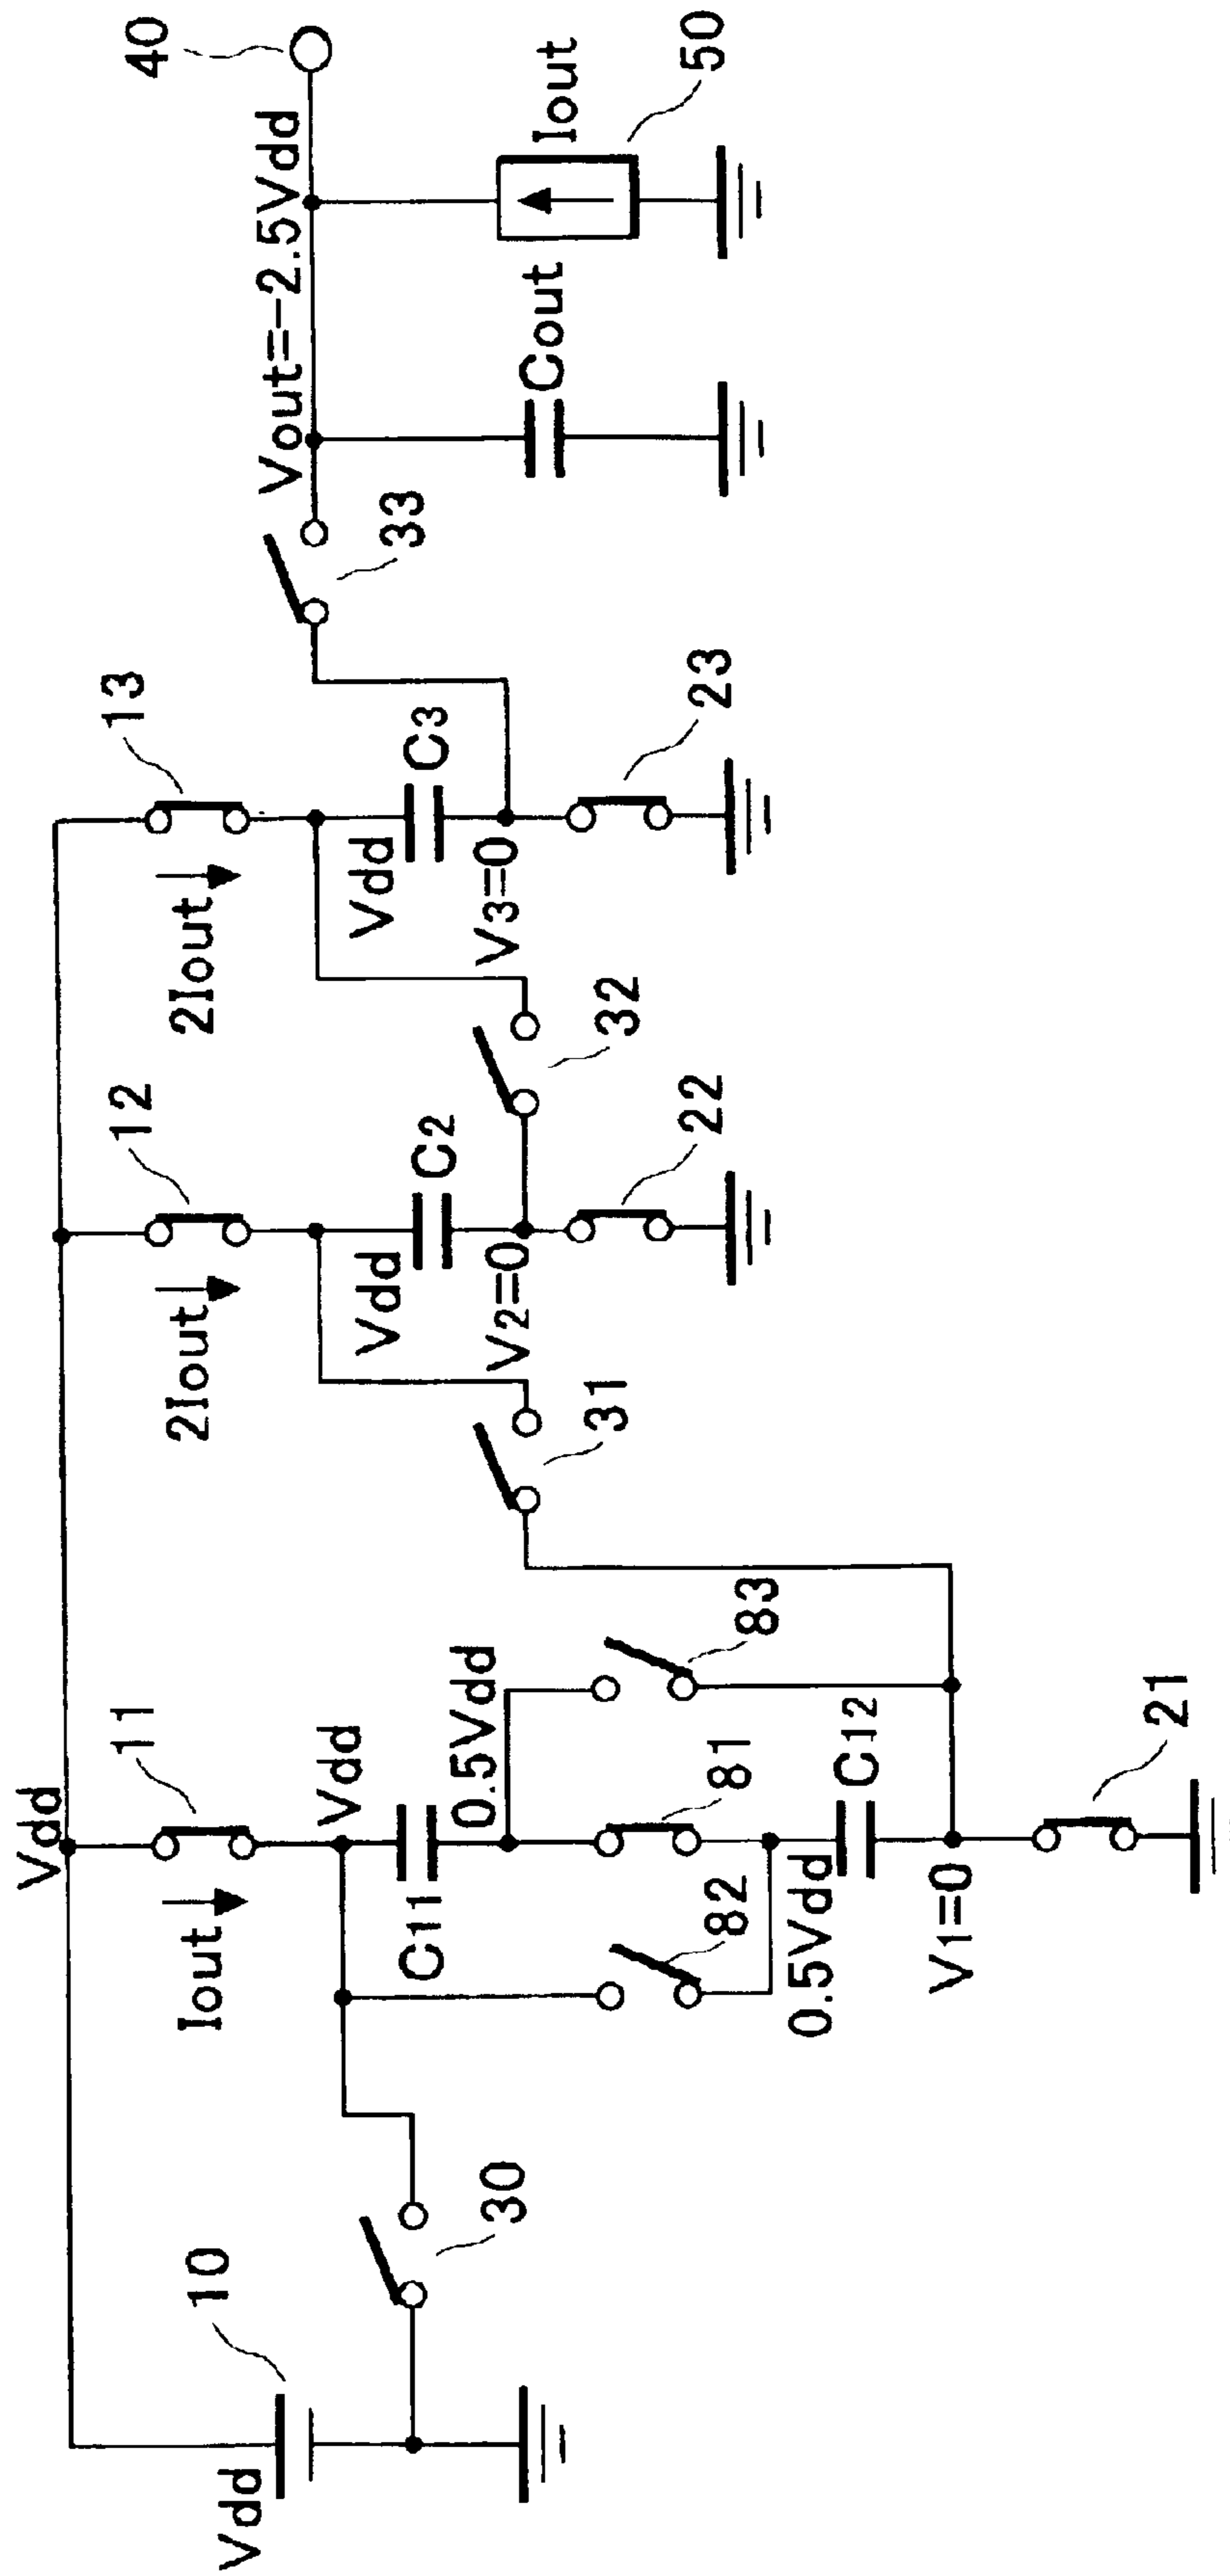 Vdd
10
30
Vdd
11
Iout
Vdd
C11
0.5Vdd
82
81
83
0.5Vdd
C12
V1=0
21
31
12
2Iout
Vdd
C2
V2=0
22
32
13
2Iout
Vdd
C3
V3=0
23
33
Vout=-2.5Vdd
Cout
Iout
50
40